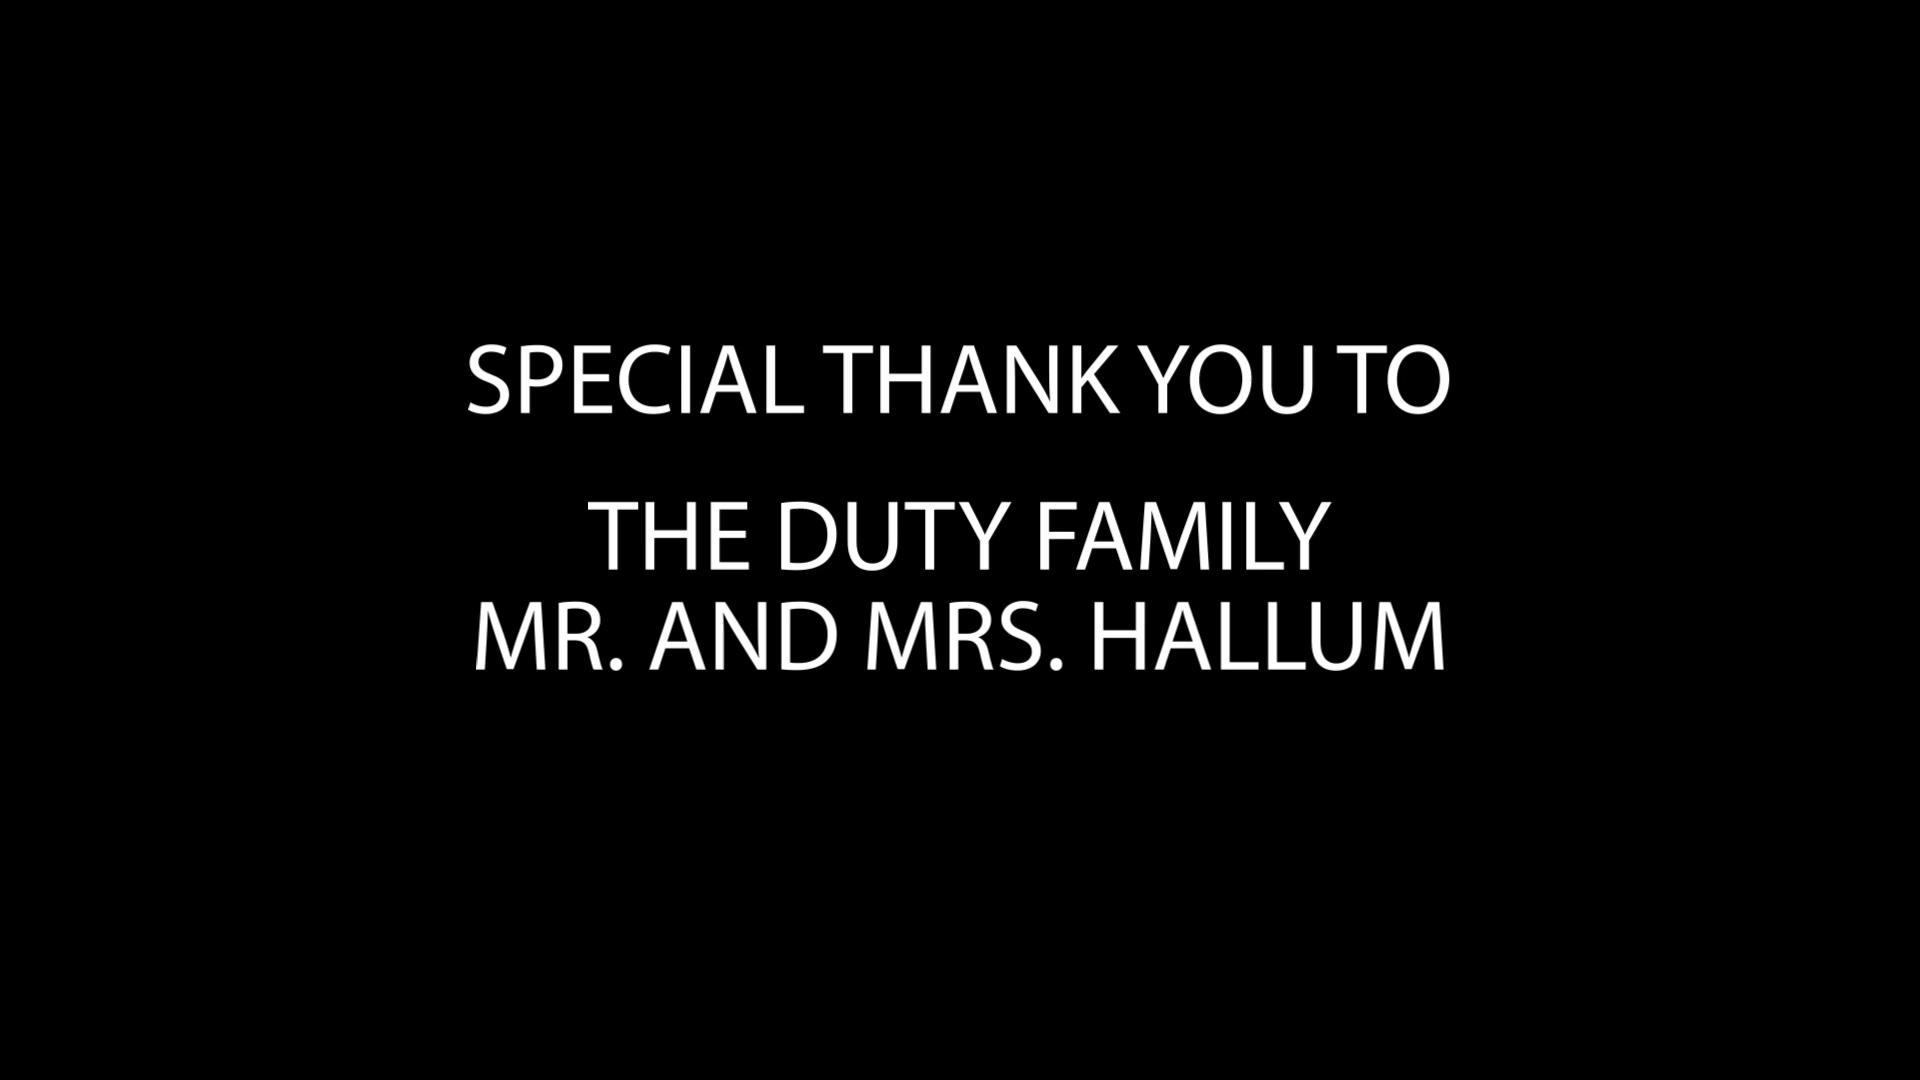 SPECIAL THANK YOU TO
THE DUTY FAMILY
MR. AND MRS. HALLUM